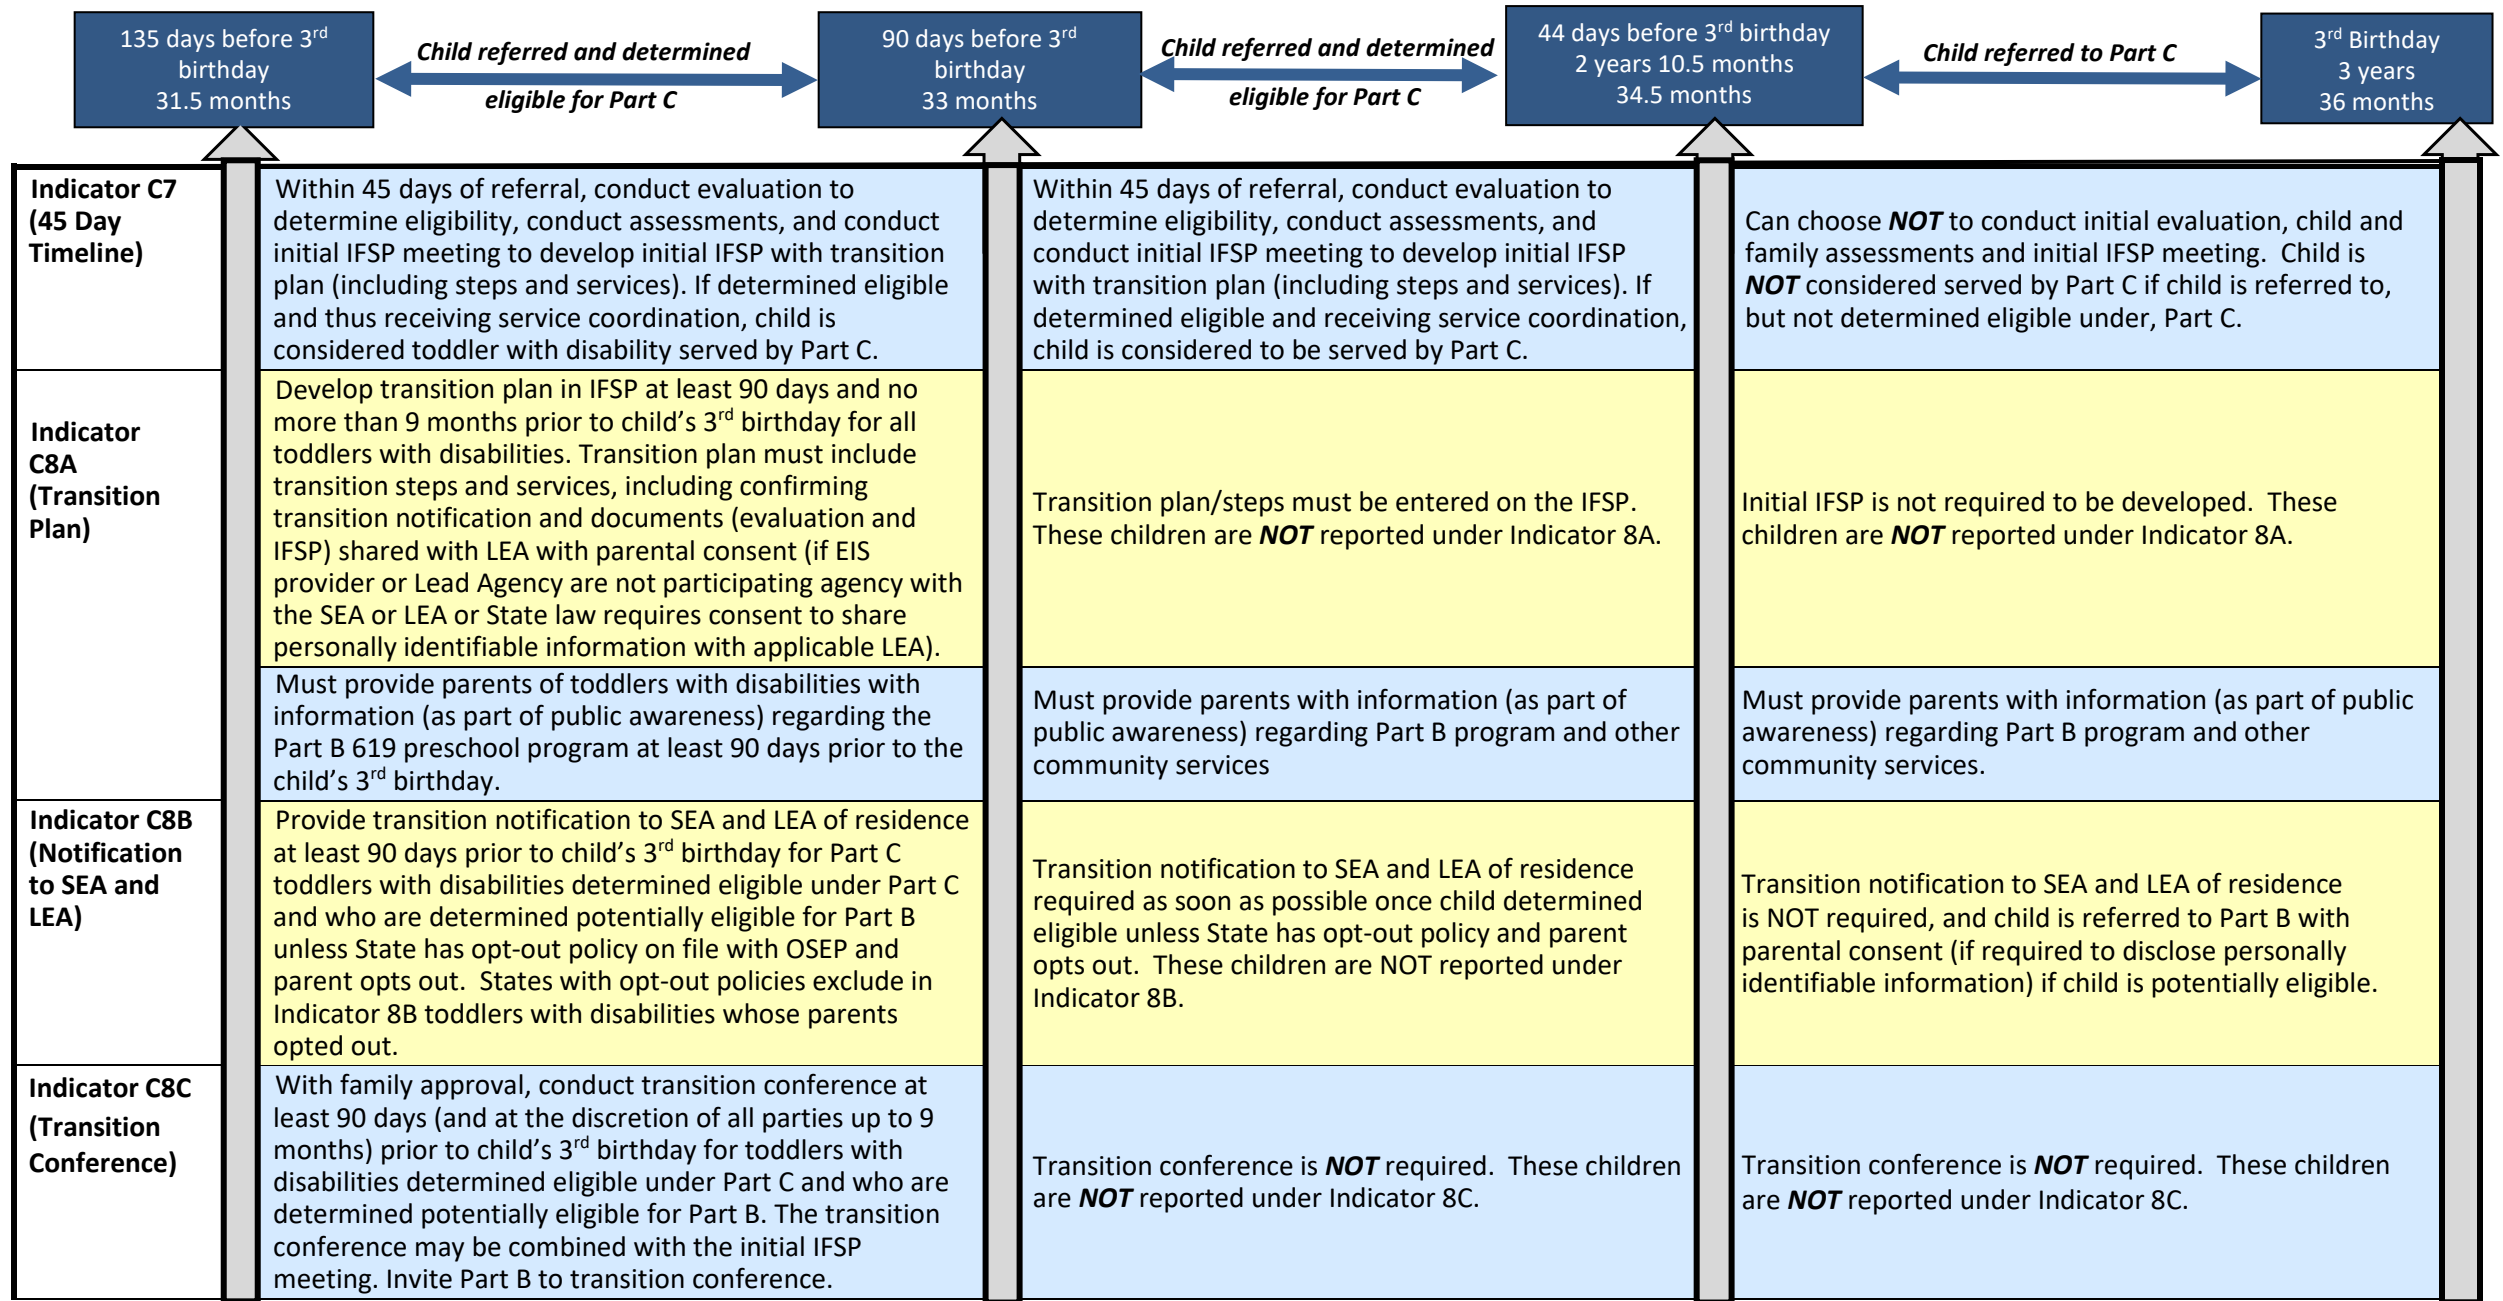 135 days before 3rd
birthday
31.5 months
Child referred and determined
eligible for Part C
90 days before 3rd
birthday
33 months
Child referred and determined
eligible for Part C
44 days before 3rd birthday
2 years 10.5 months
34.5 months
Child referred to Part C
3rd Birthday
3 years
36 months
Indicator C7
(45 Day
Timeline)
Within 45 days of referral, conduct evaluation to
determine eligibility, conduct assessments, and conduct
initial IFSP meeting to develop initial IFSP with transition
plan (including steps and services). If determined eligible
and thus receiving service coordination, child is
considered toddler with disability served by Part C.
Within 45 days of referral, conduct evaluation to
determine eligibility, conduct assessments, and
conduct initial IFSP meeting to develop initial IFSP
with transition plan (including steps and services). If
determined eligible and receiving service coordination,
child is considered to be served by Part C.
Can choose NOT to conduct initial evaluation, child and
family assessments and initial IFSP meeting.  Child is
NOT considered served by Part C if child is referred to,
but not determined eligible under, Part C.
Indicator
C8A
(Transition
Plan)
Develop transition plan in IFSP at least 90 days and no
more than 9 months prior to child’s 3rd birthday for all
toddlers with disabilities. Transition plan must include
transition steps and services, including confirming
transition notification and documents (evaluation and
IFSP) shared with LEA with parental consent (if EIS
provider or Lead Agency are not participating agency with
the SEA or LEA or State law requires consent to share
personally identifiable information with applicable LEA).
Transition plan/steps must be entered on the IFSP.
These children are NOT reported under Indicator 8A.
Initial IFSP is not required to be developed.  These
children are NOT reported under Indicator 8A.
Must provide parents of toddlers with disabilities with
information (as part of public awareness) regarding the
Part B 619 preschool program at least 90 days prior to the
child’s 3rd birthday.
Must provide parents with information (as part of
public awareness) regarding Part B program and other
community services
Must provide parents with information (as part of public
awareness) regarding Part B program and other
community services.
Indicator C8B
(Notification
to SEA and
LEA)
Provide transition notification to SEA and LEA of residence
at least 90 days prior to child’s 3rd birthday for Part C
toddlers with disabilities determined eligible under Part C
and who are determined potentially eligible for Part B
unless State has opt-out policy on file with OSEP and
parent opts out.  States with opt-out policies exclude in
Indicator 8B toddlers with disabilities whose parents
opted out.
Transition notification to SEA and LEA of residence
required as soon as possible once child determined
eligible unless State has opt-out policy and parent
opts out.  These children are NOT reported under
Indicator 8B.
Transition notification to SEA and LEA of residence
is NOT required, and child is referred to Part B with
parental consent (if required to disclose personally
identifiable information) if child is potentially eligible.
Indicator C8C
(Transition
Conference)
With family approval, conduct transition conference at
least 90 days (and at the discretion of all parties up to 9
months) prior to child’s 3rd birthday for toddlers with
disabilities determined eligible under Part C and who are
determined potentially eligible for Part B. The transition
conference may be combined with the initial IFSP
meeting. Invite Part B to transition conference.
Transition conference is NOT required.  These children
are NOT reported under Indicator 8C.
Transition conference is NOT required.  These children
are NOT reported under Indicator 8C.